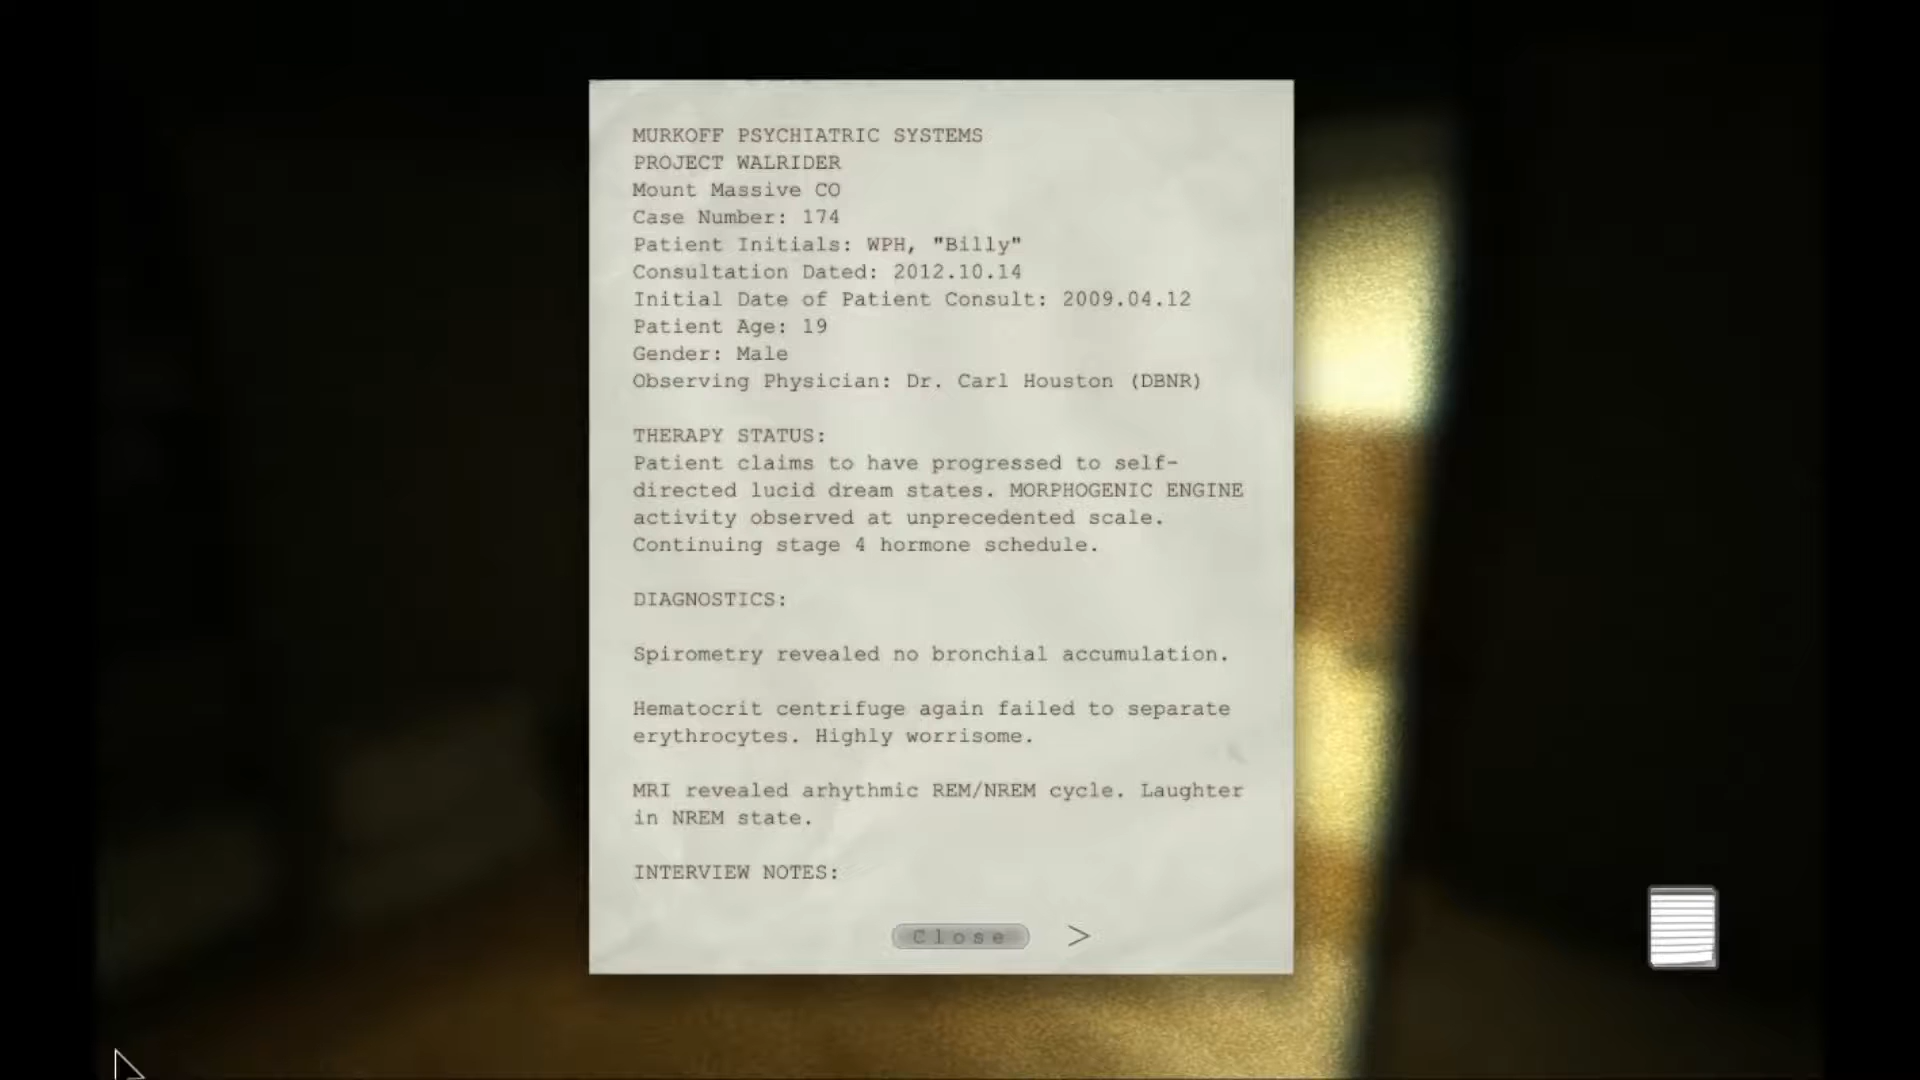 MURKOFF PSYCHIATRIC SYSTEMS
PROJECT WALRIDER
Mount Massive CO
Case Number: 174
Patient Initials: WPH, "Billy"
Consultation Dated: 2012.10.14
Initial Date of Patient Consult: 2009.04.12
Patient Age: 19
Gender: Male
Observing Physician: Dr. Carl Houston (DBNR)
THERAPY STATUS:
Patient claims to have progressed to self-
directed lucid dream states. MORPHOGENIC ENGINE
activity observed at unprecedented scale.
Continuing stage 4 hormone schedule.
DIAGNOSTICS:
Spirometry revealed no bronchial accumulation.
Hematocrit centrifuge again failed to separate
erythrocytes. Highly worrisome.
MRI revealed arhythmic REM/NREM cycle. Laughter
in NREM state.
INTERVIEW NOTES:
Close >